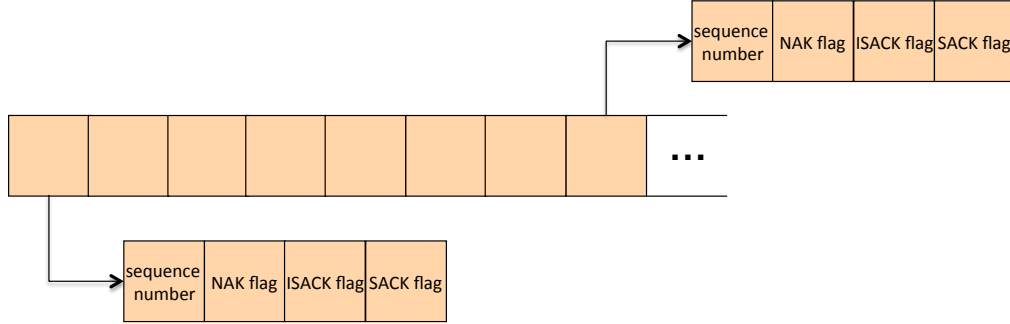 sequence
number
NAK flag
ISACK flag
SACK flag
...
sequence
number
NAK flag
ISACK flag
SACK flag